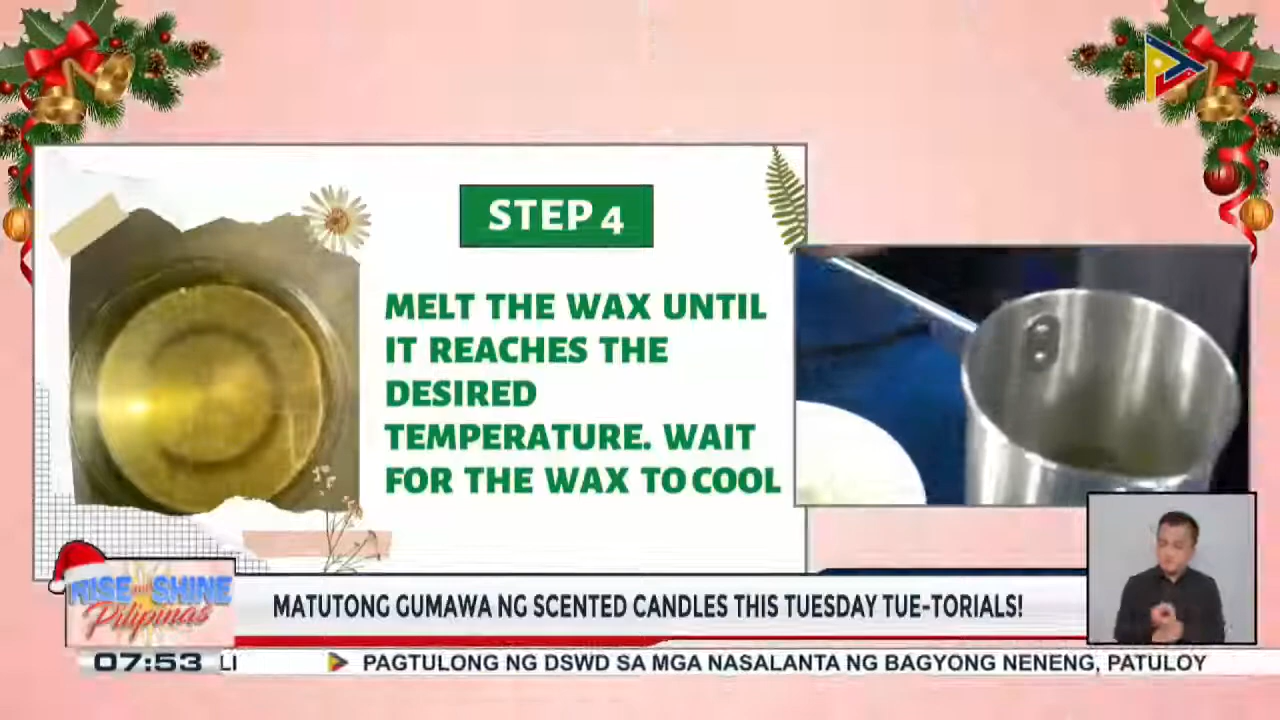 STEP 4
MELT THE WAX UNTIL
IT REACHES THE
DESIRED
TEMPERATURE. WAIT
FOR THE WAX TO COOL
RISE and SHINE
Pilipinas
MATUTONG GUMAWA NG SCENTED CANDLES THIS TUESDAY TUE-TORIALS!
07:53 LI PAGTULONG NG DSWD SA MGA NASALANTA NG BAGYONG NENENG, PATULOY